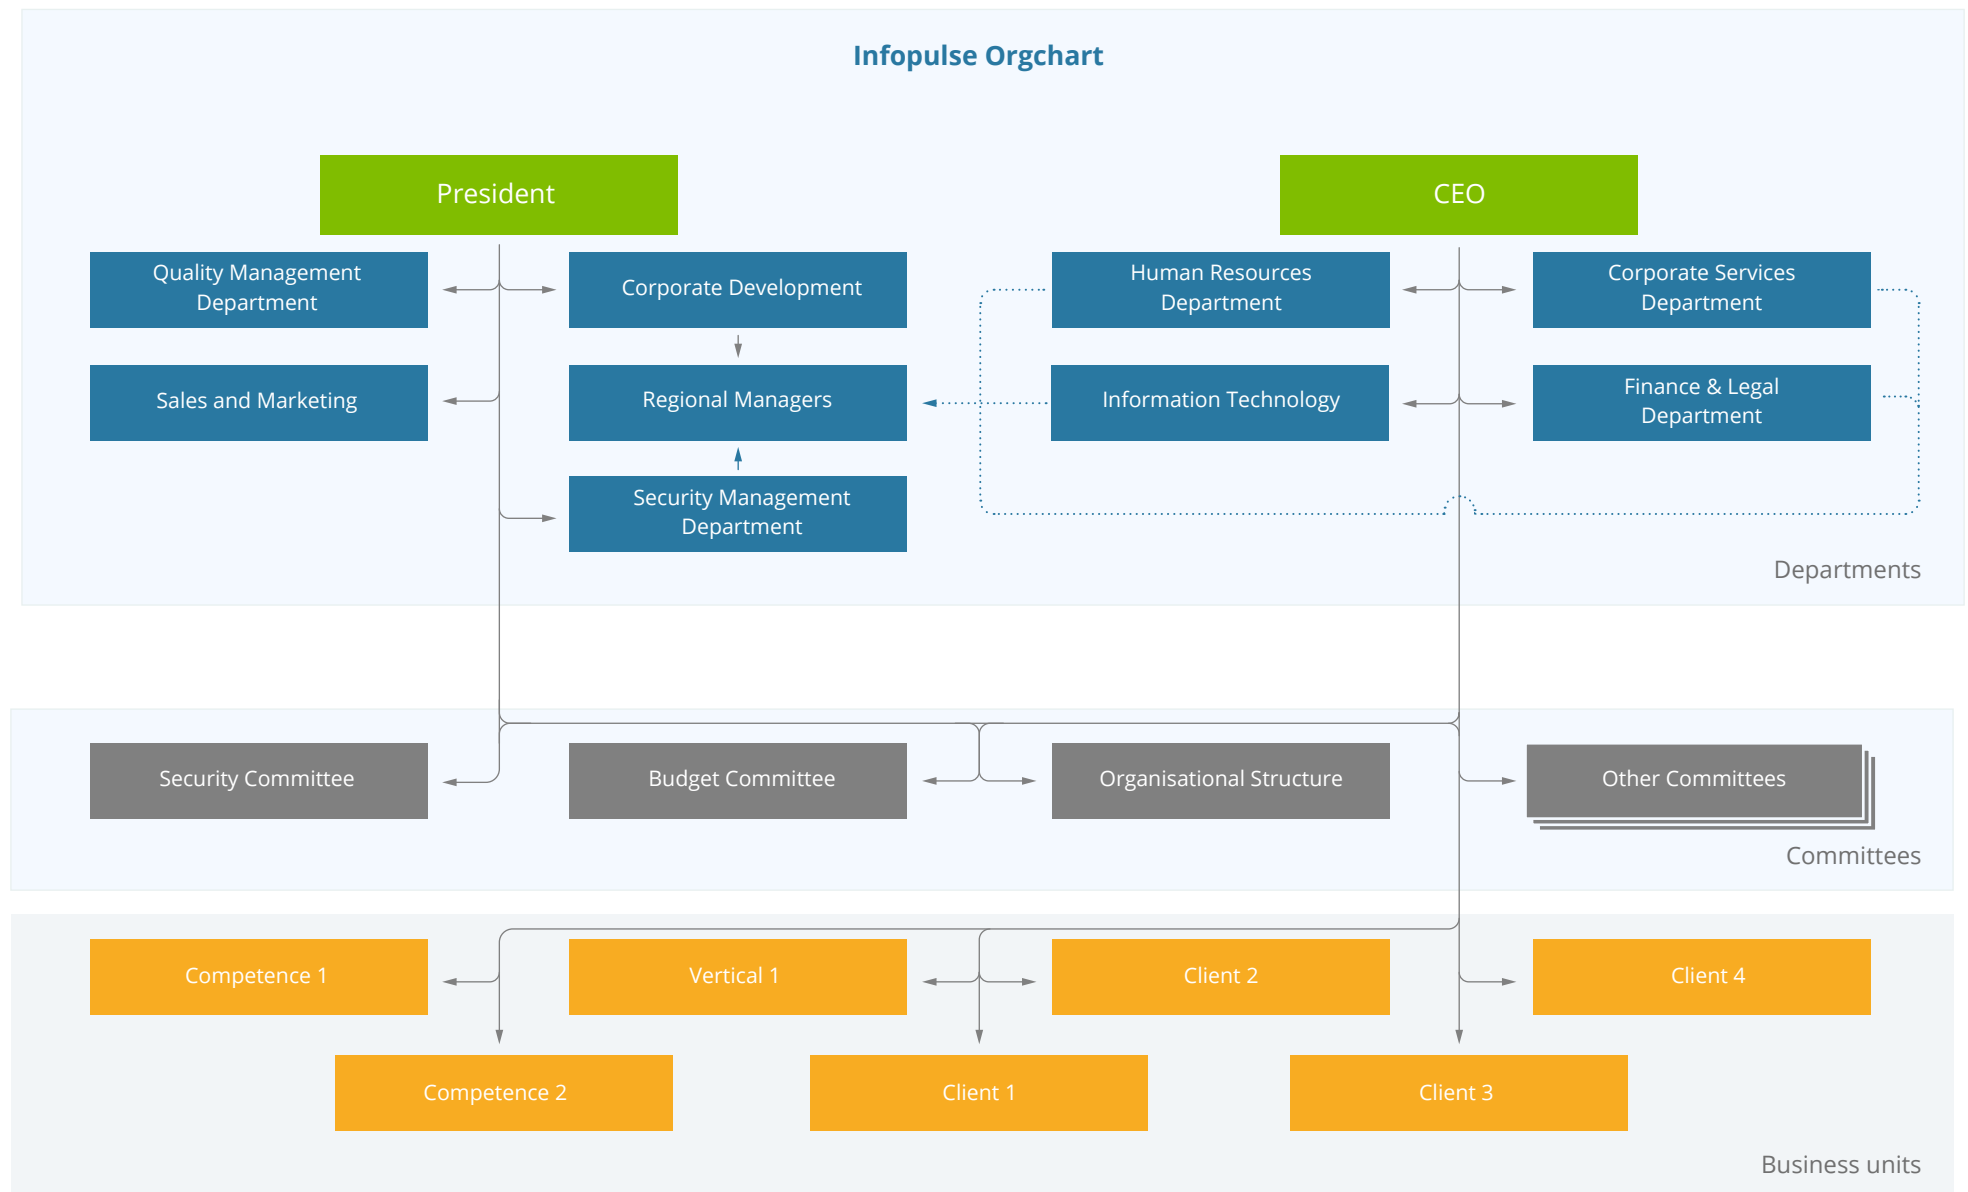 Infopulse Orgchart
President
CEO
Quality Management
Department
Corporate Development
Human Resources
Department
Corporate Services
Department
Sales and Marketing
Regional Managers
Information Technology
Finance & Legal
Department
Security Management
Department
Departments
Security Committee
Budget Committee
Organisational Structure
Other Committees
Committees
Competence 1
Vertical 1
Client 2
Client 4
Competence 2
Client 1
Client 3
Business units